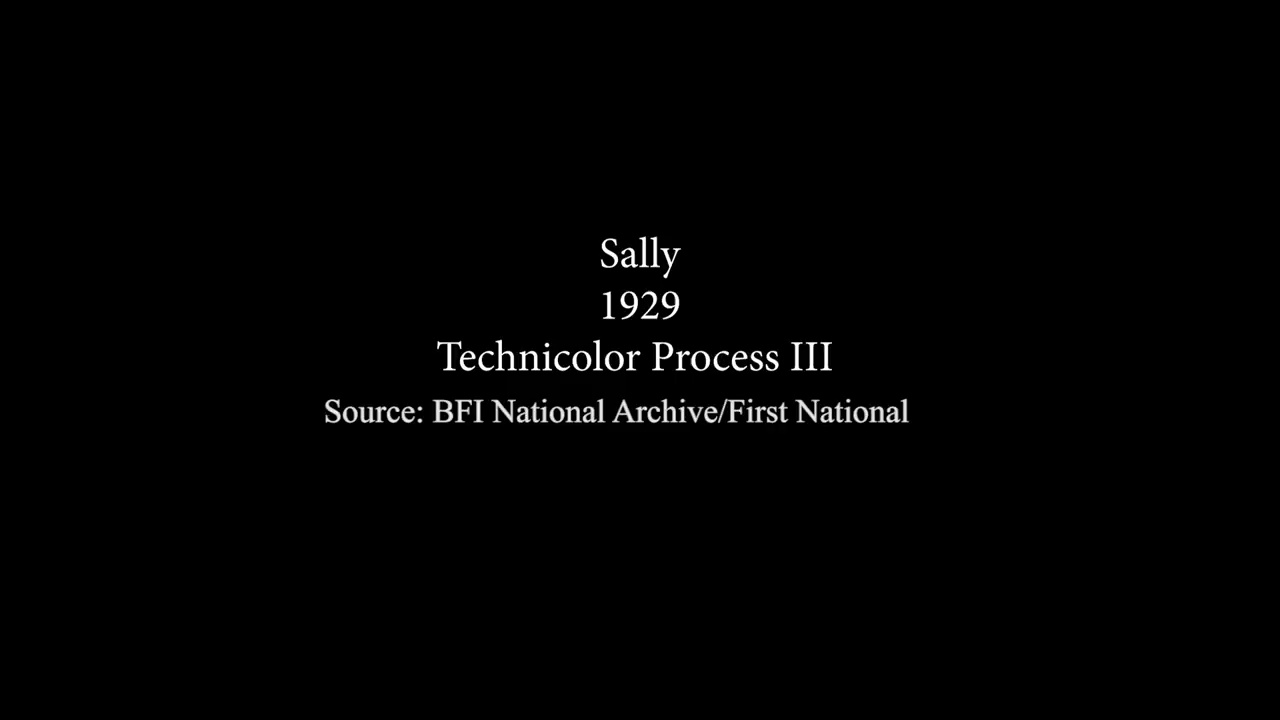 Sally
1929
Technicolor Process III
Source: BFI National Archive/First National